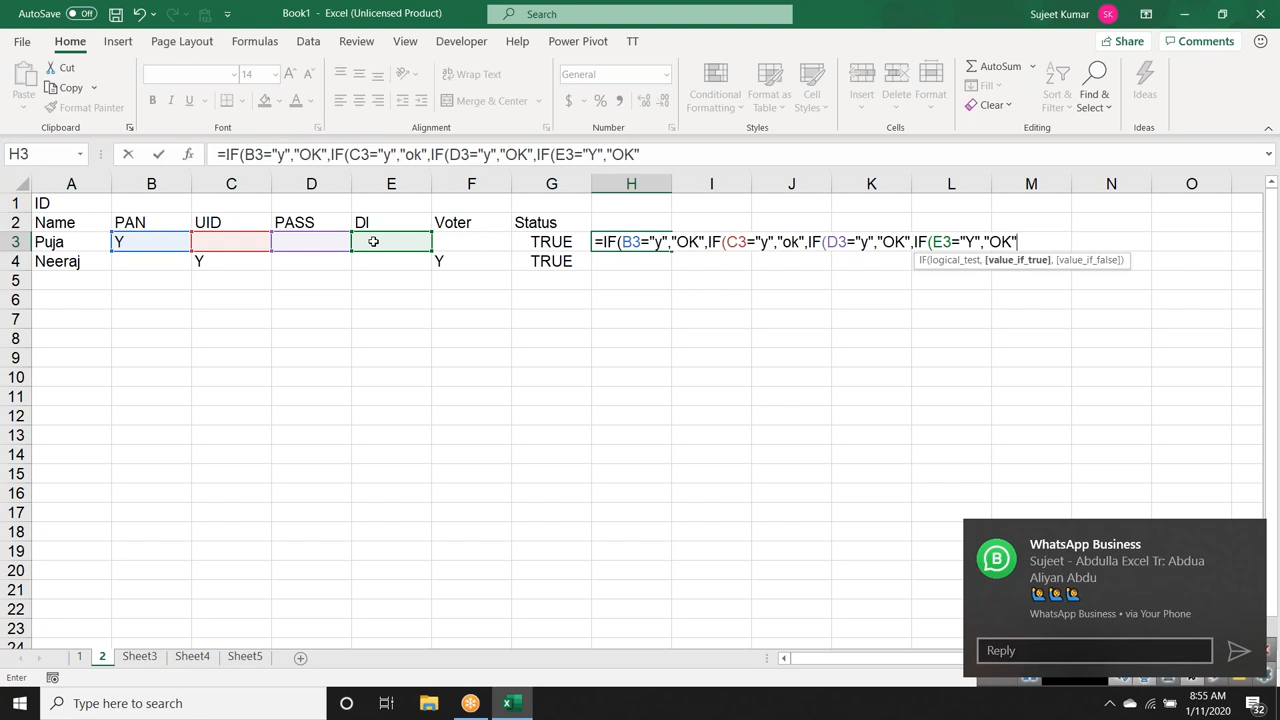 AutoSave Off
Book1 - Excel (Unlicensed Product)
Search
Sujeet Kumar SK
File Home Insert Page Layout Formulas Data Review View Developer Help Power Pivot TT
Share Comments
Paste
Cut
Copy
Format Painter
Clipboard
14
B I U
Font
Wrap Text
Merge & Center
Alignment
General
Number
Conditional Formatting
Format as Table
Cell Styles
Styles
Insert Delete Format
Cells
AutoSum
Fill
Clear
Sort & Filter
Find & Select
Editing
Ideas
Ideas
H3
=IF(B3="y","OK",IF(C3="y","ok",IF(D3="y","OK",IF(E3="Y","OK"
A B C D E F G H I J K L M N O
1 ID
2 Name PAN UID PASS Dl Voter Status
3 Puja Y TRUE =IF(B3="y","OK",IF(C3="y","ok",IF(D3="y","OK",IF(E3="Y","OK"
4 Neeraj Y Y TRUE
IF(logical_test, [value_if_true], [value_if_false])
5
6
7
8
9
10
11
12
13
14
15
16
17
18
19
20
21
22
23
24
WhatsApp Business
Sujeet - Abdulla Excel Tr: Abdua
Aliyan Abdu
WhatsApp Business • via Your Phone
Reply
1 2 Sheet3 Sheet4 Sheet5
Enter
Type here to search
8:55 AM
1/11/2020
32